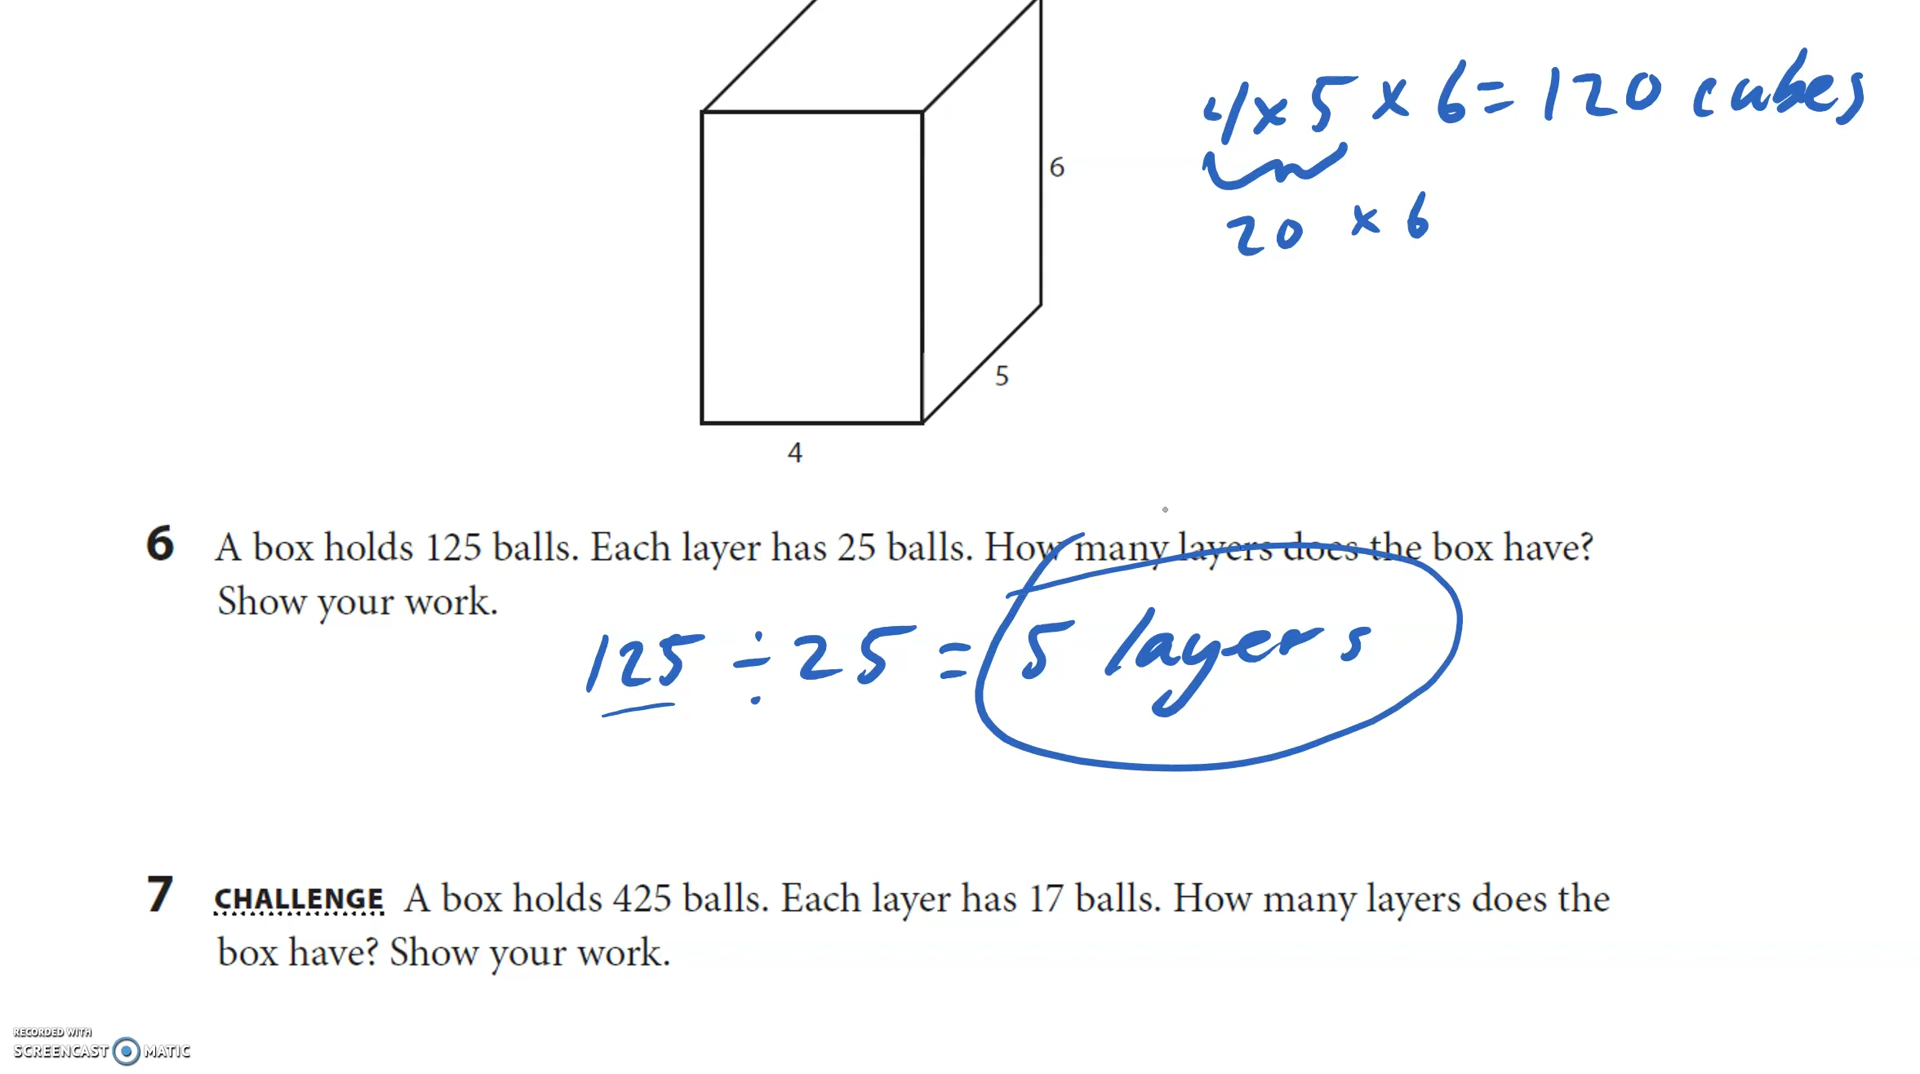 4 x 5 x 6 = 120 cubes
6
20 x 6
5
4
6 A box holds 125 balls. Each layer has 25 balls. How many layers does the box have?
Show your work.
125 ÷ 25 = 5 layers
7 CHALLENGE A box holds 425 balls. Each layer has 17 balls. How many layers does the
box have? Show your work.
RECORDED WITH
SCREENCAST MATIC